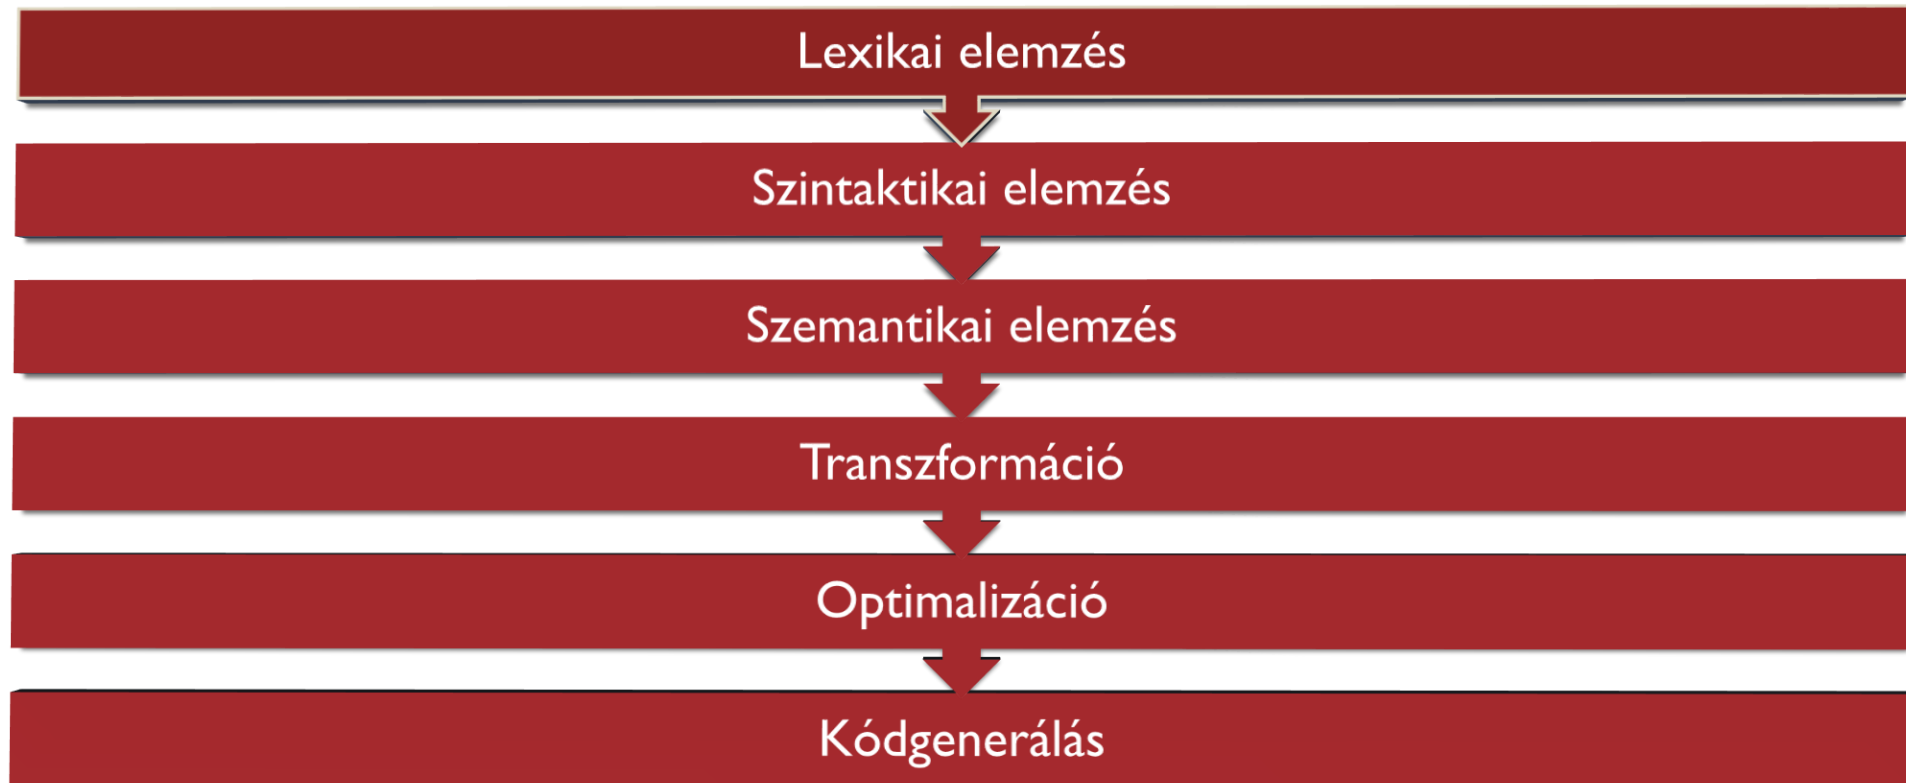 Lexikai elemzés
Szintaktikai elemzés
Szemantikai elemzés
Transzformáció
Optimalizáció
Kódgenerálás